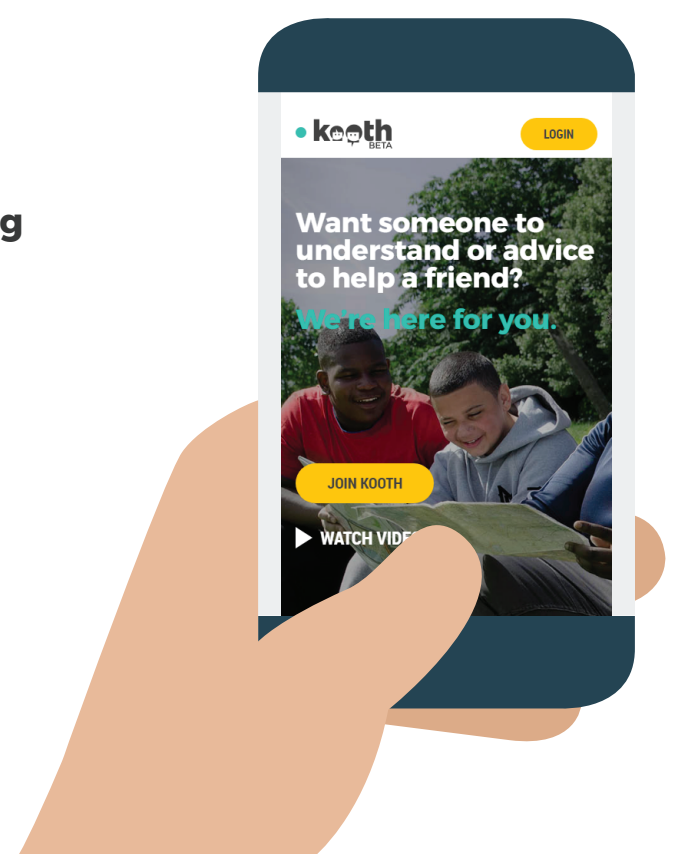 g
kooth
BETA
LOGIN
Want someone to
understand or advice
to help a friend?
We're here for you.
JOIN KOOTH
WATCH